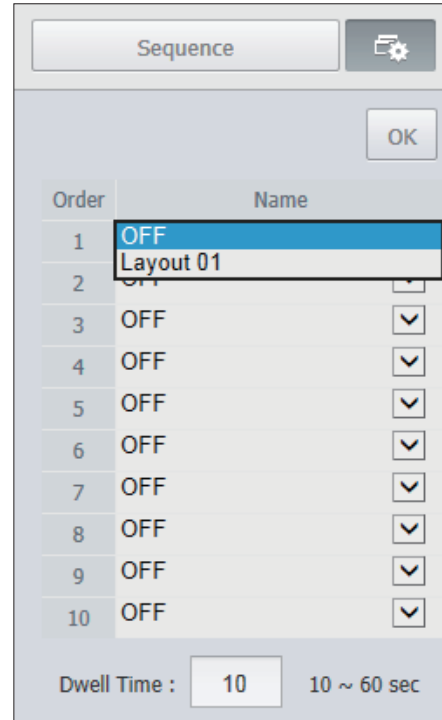 Sequence
OK
Order Name
1 OFF
Layout 01
2 OFF
3 OFF
4 OFF
5 OFF
6 OFF
7 OFF
8 OFF
9 OFF
10 OFF
Dwell Time : 10 10 ~ 60 sec